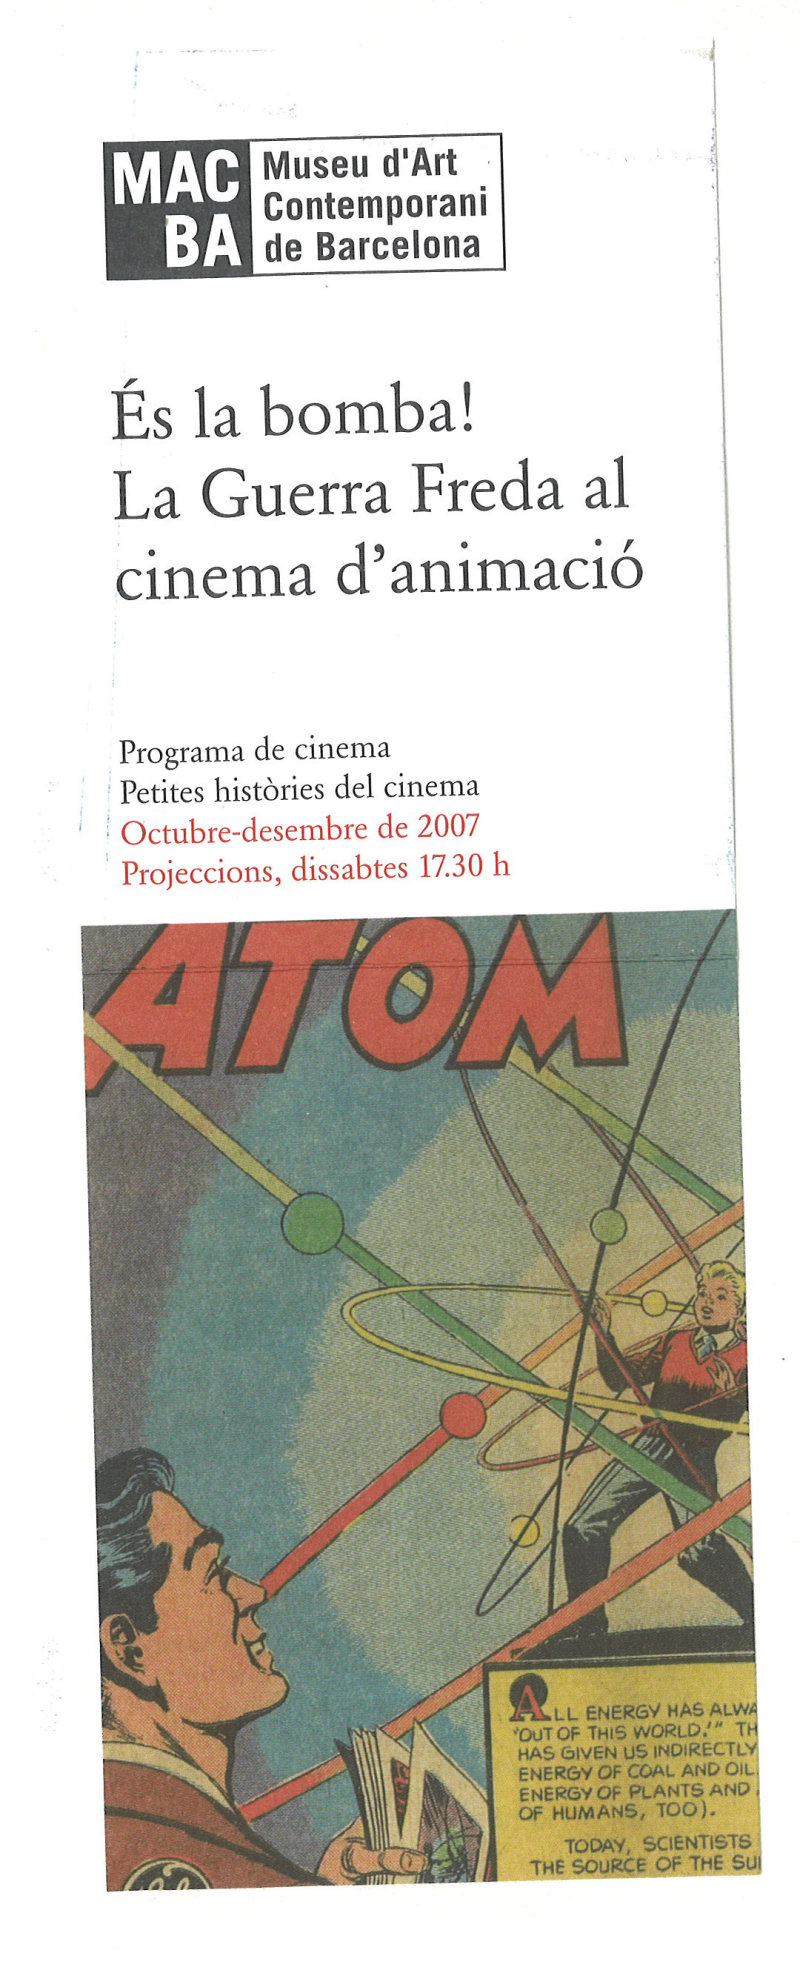 MAC
BA
Museu d'Art
Contemporani
de Barcelona
És la bomba!
La Guerra Freda al
cinema d'animació
Programa de cinema
Petites històries del cinema
Octubre-desembre de 2007
Projeccions, dissabtes 17.30 h
ATOM
ALL ENERGY HAS ALWA
"OUT OF THIS WORLD!" TH
HAS GIVEN US INDIRECTLY
ENERGY OF COAL AND OIL
ENERGY OF PLANTS AND
OF HUMANS, TOO).
TODAY, SCIENTISTS
THE SOURCE OF THE SU